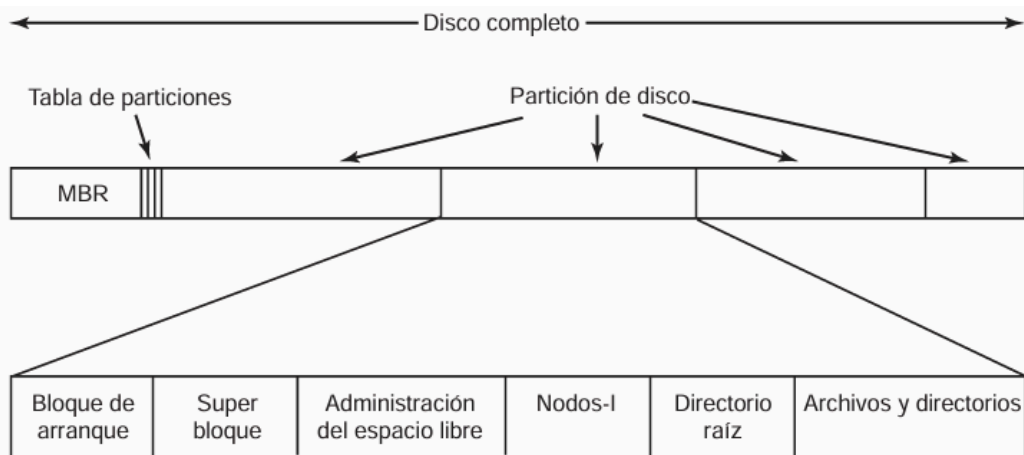 Disco completo
Tabla de particiones
Partición de disco
MBR
Bloque de
arranque
Super
bloque
Administración
del espacio libre
Nodos-I
Directorio
raíz
Archivos y directorios